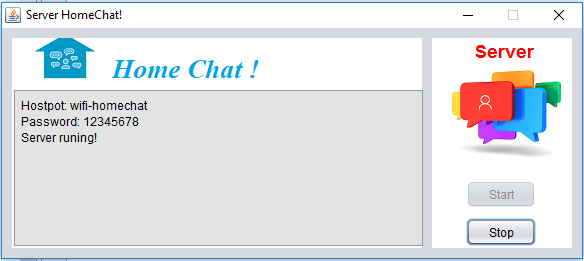 Server HomeChat!
Home Chat !
Hostpot: wifi-homechat
Password: 12345678
Server runing!
Server
Start
Stop